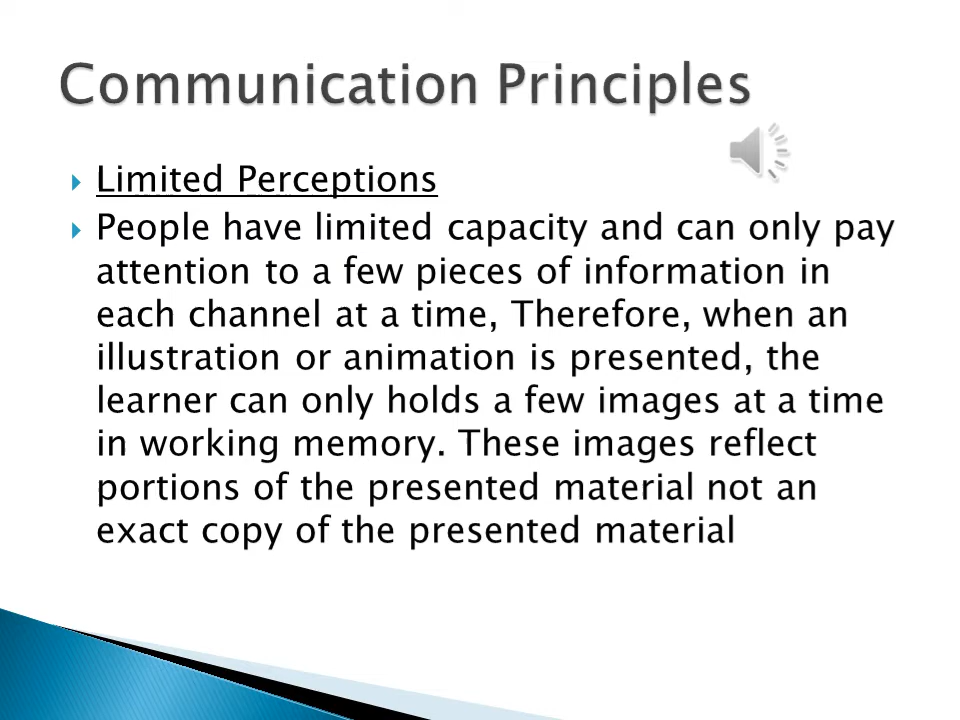 Communication Principles
Limited Perceptions
People have limited capacity and can only pay
attention to a few pieces of information in
each channel at a time, Therefore, when an
illustration or animation is presented, the
learner can only holds a few images at a time
in working memory. These images reflect
portions of the presented material not an
exact copy of the presented material